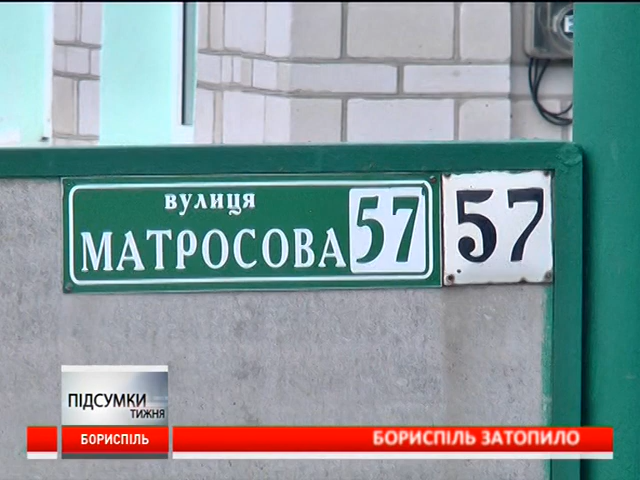 вулиця
МАТРОСОВА 57 57
ПІДСУМКИ
ТИЖНЯ
БОРИСПІЛЬ
БОРИСПІЛЬ ЗАТОПИЛО